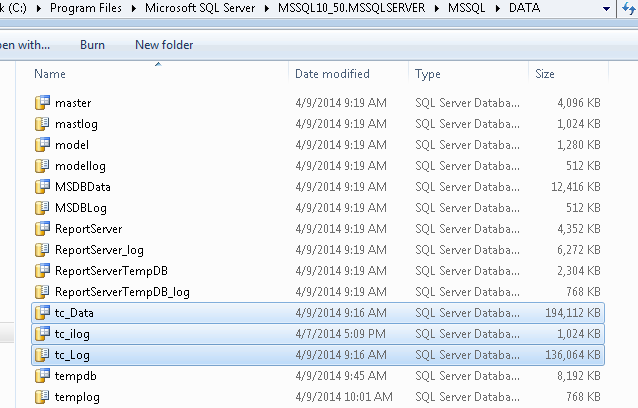 k (C:) ▸ Program Files ▸ Microsoft SQL Server ▸ MSSQL10_50.MSSQLSERVER ▸ MSSQL ▸ DATA
pen with... Burn New folder
Name Date modified Type Size
master 4/9/2014 9:19 AM SQL Server Databa... 4,096 KB
mastlog 4/9/2014 9:19 AM SQL Server Databa... 1,024 KB
model 4/9/2014 9:19 AM SQL Server Databa... 1,280 KB
modellog 4/9/2014 9:19 AM SQL Server Databa... 512 KB
MSDBData 4/9/2014 9:19 AM SQL Server Databa... 12,416 KB
MSDBLog 4/9/2014 9:19 AM SQL Server Databa... 512 KB
ReportServer 4/9/2014 9:19 AM SQL Server Databa... 4,352 KB
ReportServer_log 4/9/2014 9:19 AM SQL Server Databa... 6,272 KB
ReportServerTempDB 4/9/2014 9:19 AM SQL Server Databa... 2,304 KB
ReportServerTempDB_log 4/9/2014 9:19 AM SQL Server Databa... 768 KB
tc_Data 4/9/2014 9:16 AM SQL Server Databa... 194,112 KB
tc_ilog 4/7/2014 5:09 PM SQL Server Databa... 1,024 KB
tc_Log 4/9/2014 9:16 AM SQL Server Databa... 136,064 KB
tempdb 4/9/2014 9:45 AM SQL Server Databa... 8,192 KB
templog 4/9/2014 10:01 AM SQL Server Databa... 768 KB